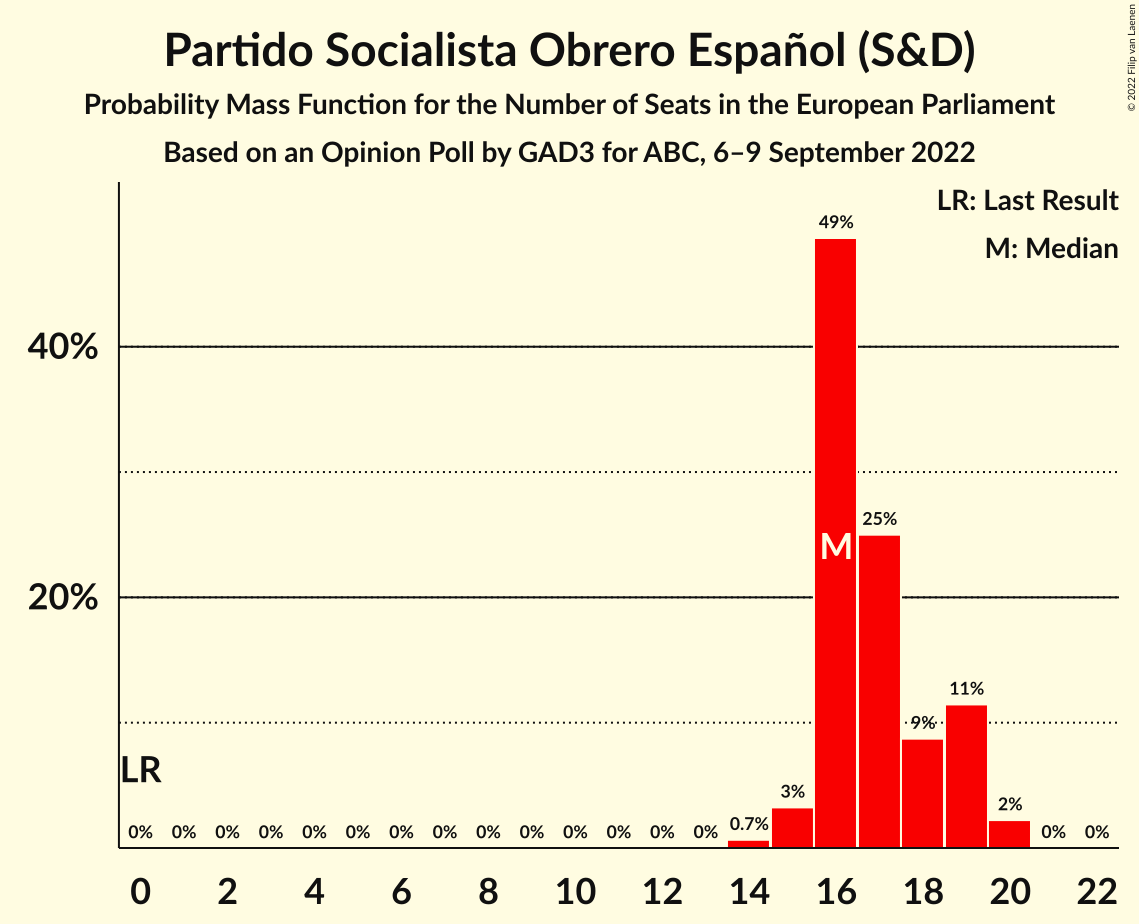 Partido Socialista Obrero Español (S&D)
Probability Mass Function for the Number of Seats in the European Parliament
Based on an Opinion Poll by GAD3 for ABC, 6–9 September 2022
© 2022 Filip van Laenen
LR: Last Result
M: Median
49%
40%
25%
M
20%
11%
9%
LR
3%
2%
0.7%
0% 0% 0% 0% 0% 0% 0% 0% 0% 0% 0% 0% 0% 0% 0% 0%
0 2 4 6 8 10 12 14 16 18 20 22